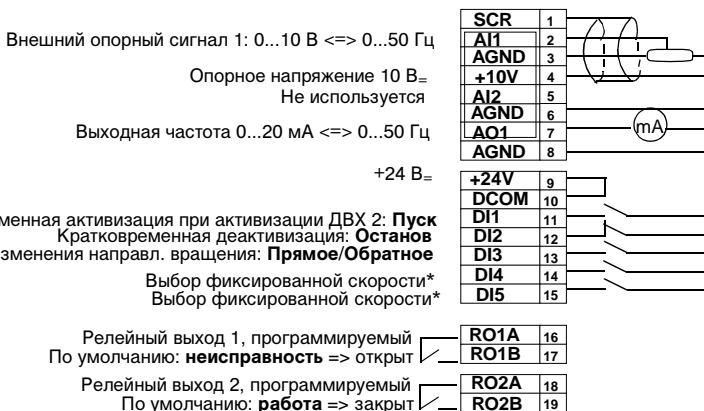 SCR 1
Внешний опорный сигнал 1: 0...10 В <=> 0...50 Гц AI1 2
AGND 3
Опорное напряжение 10 В= +10V 4
Не используется AI2 5
AGND 6
Выходная частота 0...20 мА <=> 0...50 Гц AO1 7
mA
AGND 8
+24 В= +24V 9
DCOM 10
активизация при активизации ДВХ 2: Пуск DI1 11
Кратковременная деактивизация: Останов DI2 12
направл. вращения: Прямое/Обратное DI3 13
Выбор фиксированной скорости* DI4 14
Выбор фиксированной скорости* DI5 15
Релейный выход 1, программируемый RO1A 16
По умолчанию: неисправность => открыт RO1B 17
Релейный выход 2, программируемый RO2A 18
По умолчанию: работа => закрыт RO2B 19